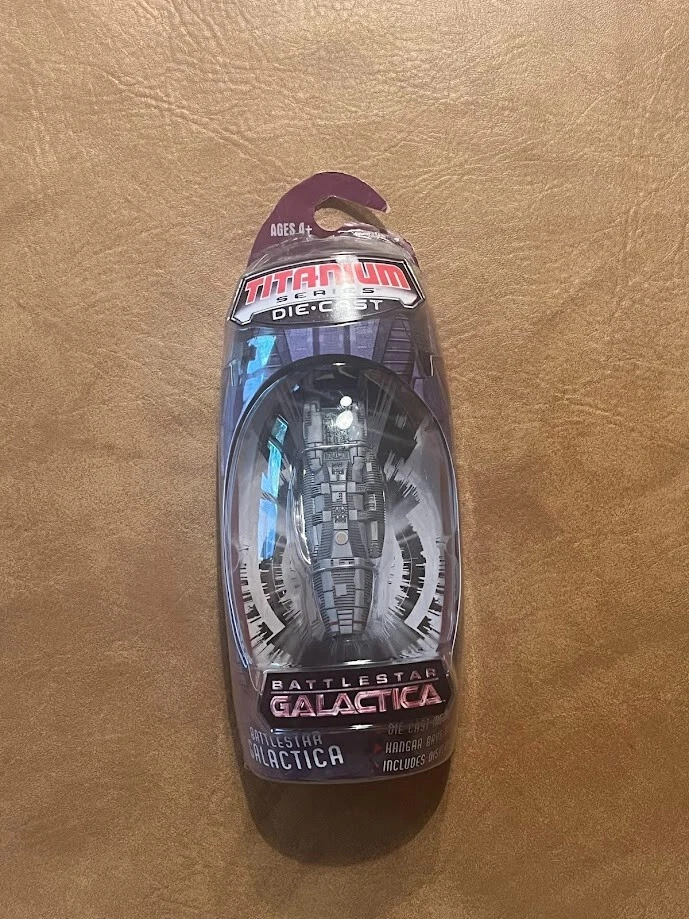 AGES 4+
TITANIUM
SERIES
DIE•CAST
BATTLESTAR
GALACTICA
BATTLESTAR
GALACTICA
DIE CAST
HANGAR
INCLUDES